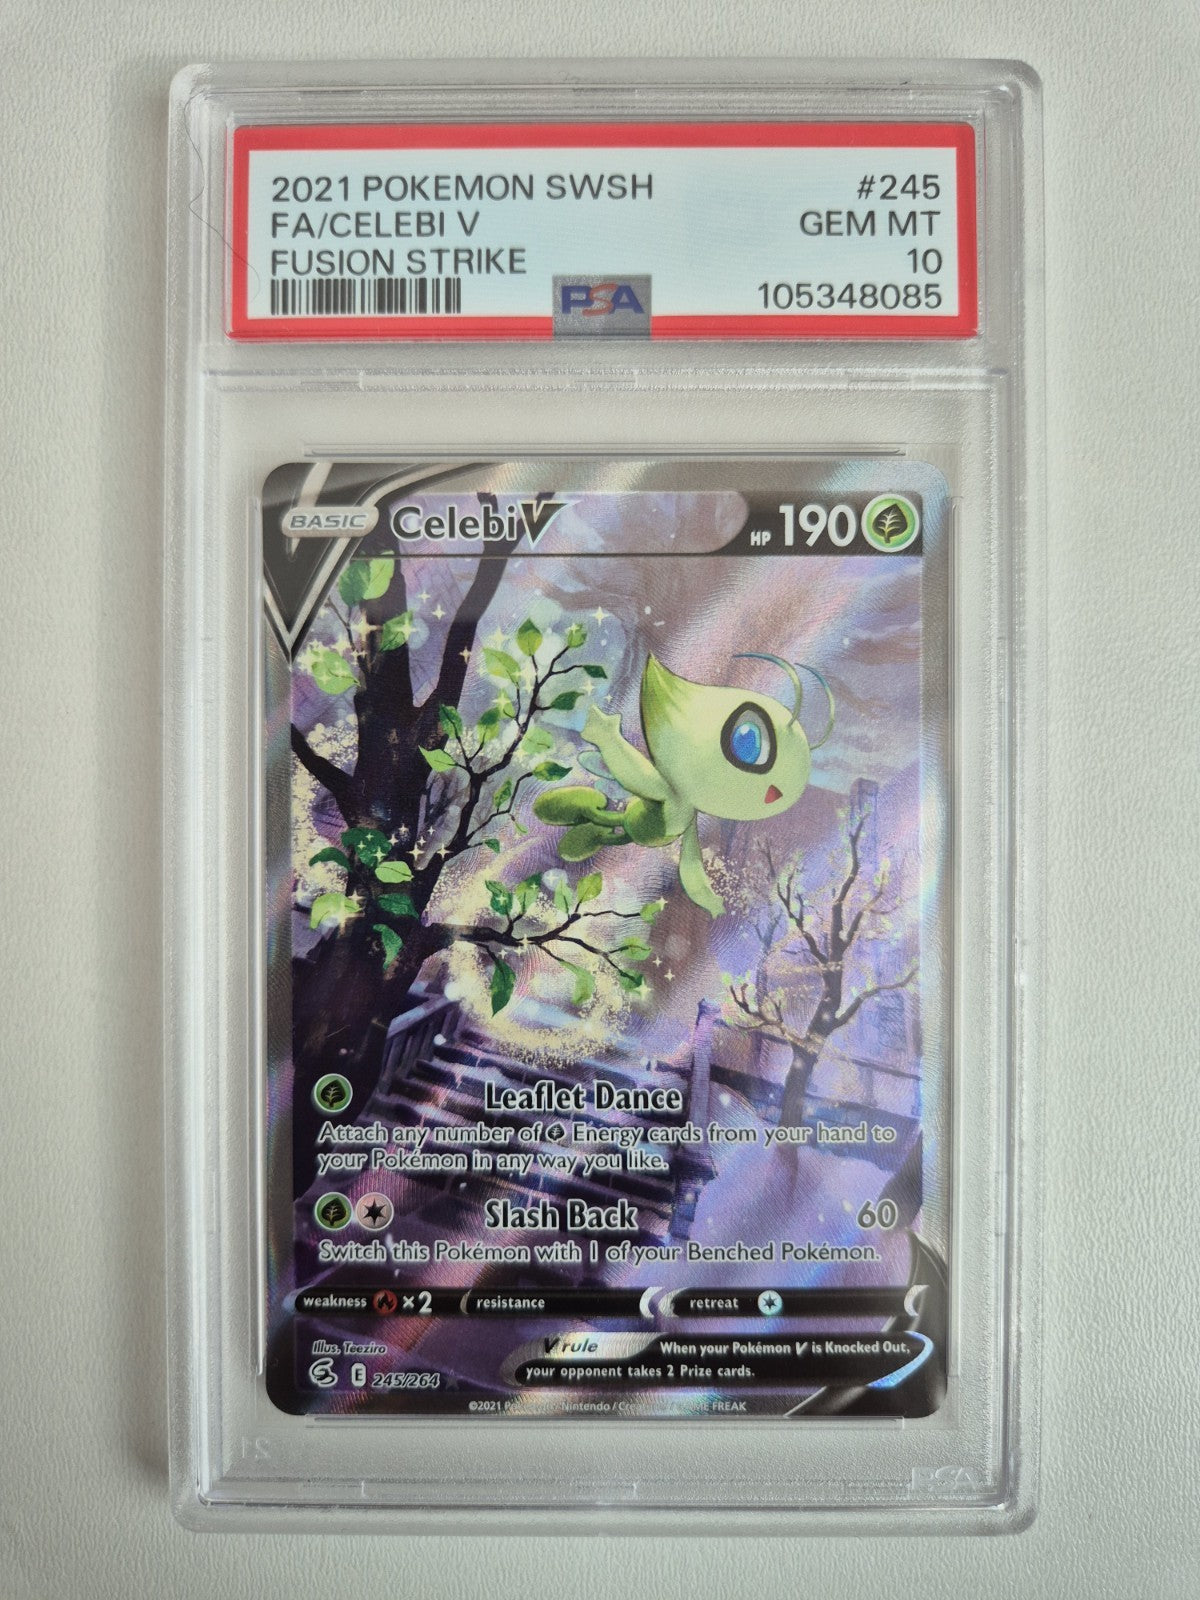 2021 POKEMON SWSH #245
FA/CELEBI V GEM MT
FUSION STRIKE 10
PSA 105348085
BASIC Celebi V HP 190
Leaflet Dance
Attach any number of Energy cards from your hand to
your Pokémon in any way you like.
Slash Back 60
Switch this Pokémon with 1 of your Benched Pokémon.
weakness ×2 resistance retreat
Illus. Teeziro
V rule When your Pokémon V is Knocked Out,
your opponent takes 2 Prize cards.
E 245/264
©2021 Nintendo / GAME FREAK
PSA